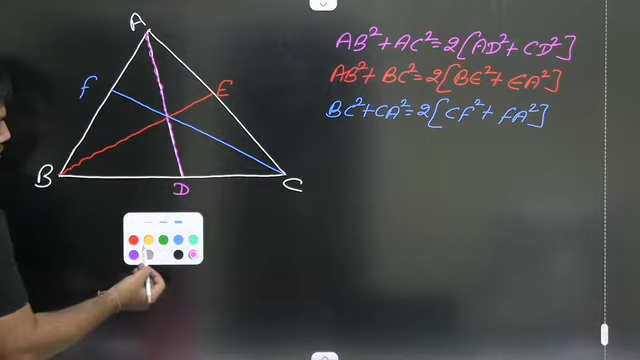 A
f
E
B
D
C
AB²+AC²=2[AD²+CD²]
AB²+BC²=2[BE²+EA²]
BC²+CA²=2[Cf²+fA²]